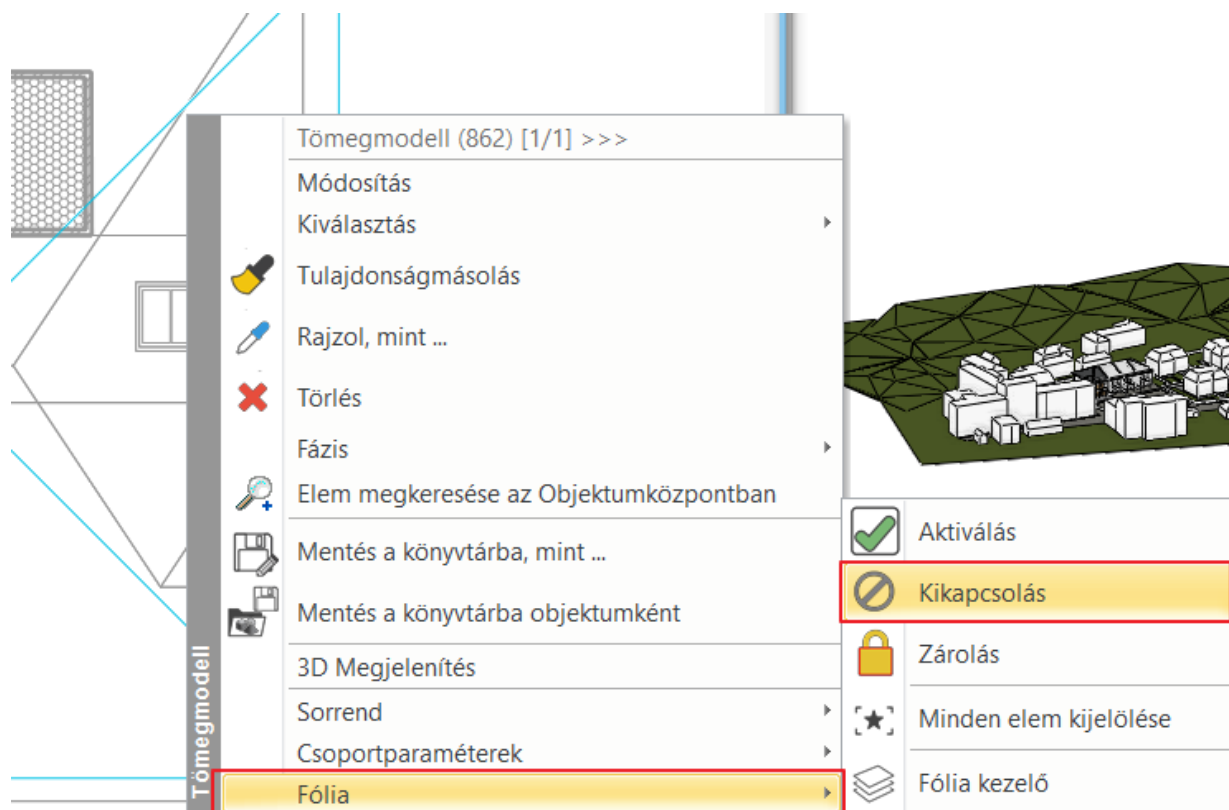 Tömegmodell (862) [1/1] >>>
Módosítás
Kiválasztás
Tulajdonságmásolás
Rajzol, mint ...
Törlés
Fázis
Elem megkeresése az Objektumközpontban
Mentés a könyvtárba, mint ...
Mentés a könyvtárba objektumként
3D Megjelenítés
Sorrend
Csoportparaméterek
Fólia
Tömegmodell
Aktiválás
Kikapcsolás
Zárolás
Minden elem kijelölése
Fólia kezelő